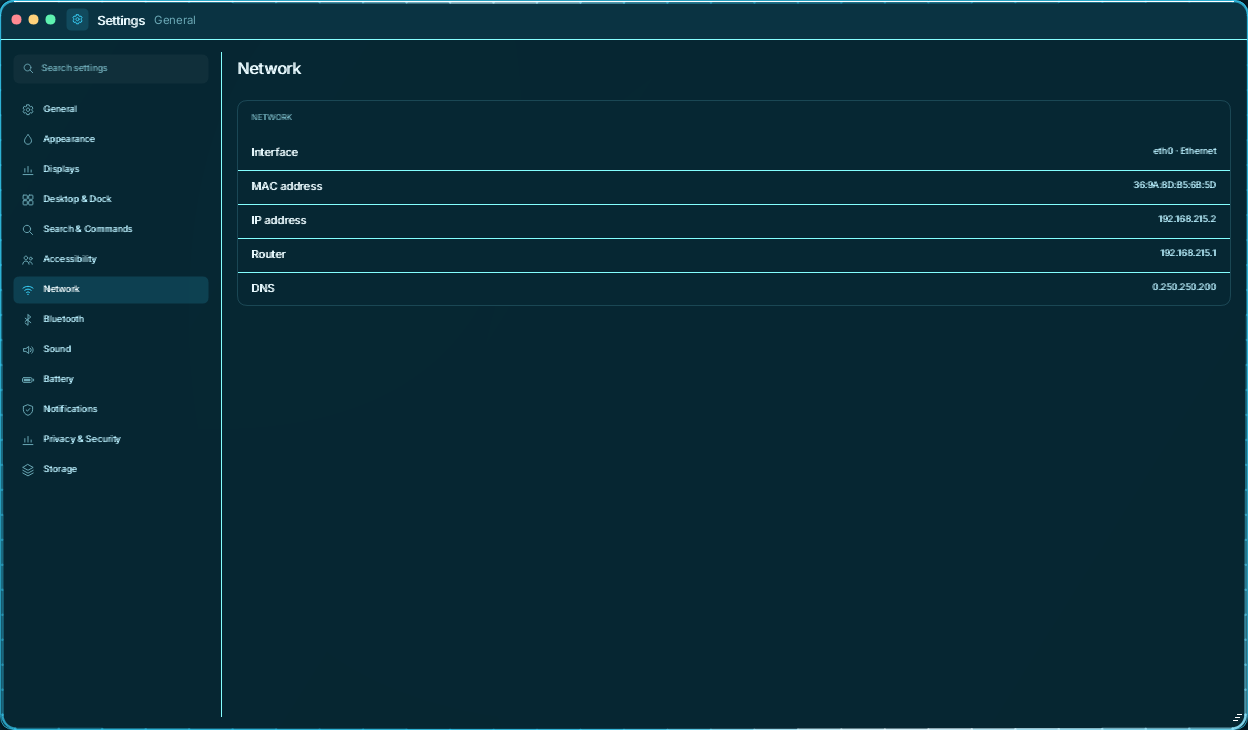 Settings General
Search settings
General
Appearance
Displays
Desktop & Dock
Search & Commands
Accessibility
Network
Bluetooth
Sound
Battery
Notifications
Privacy & Security
Storage
Network
NETWORK
Interface eth0 · Ethernet
MAC address 36:9A:8D:B5:6B:5D
IP address 192.168.215.2
Router 192.168.215.1
DNS 0.250.250.200